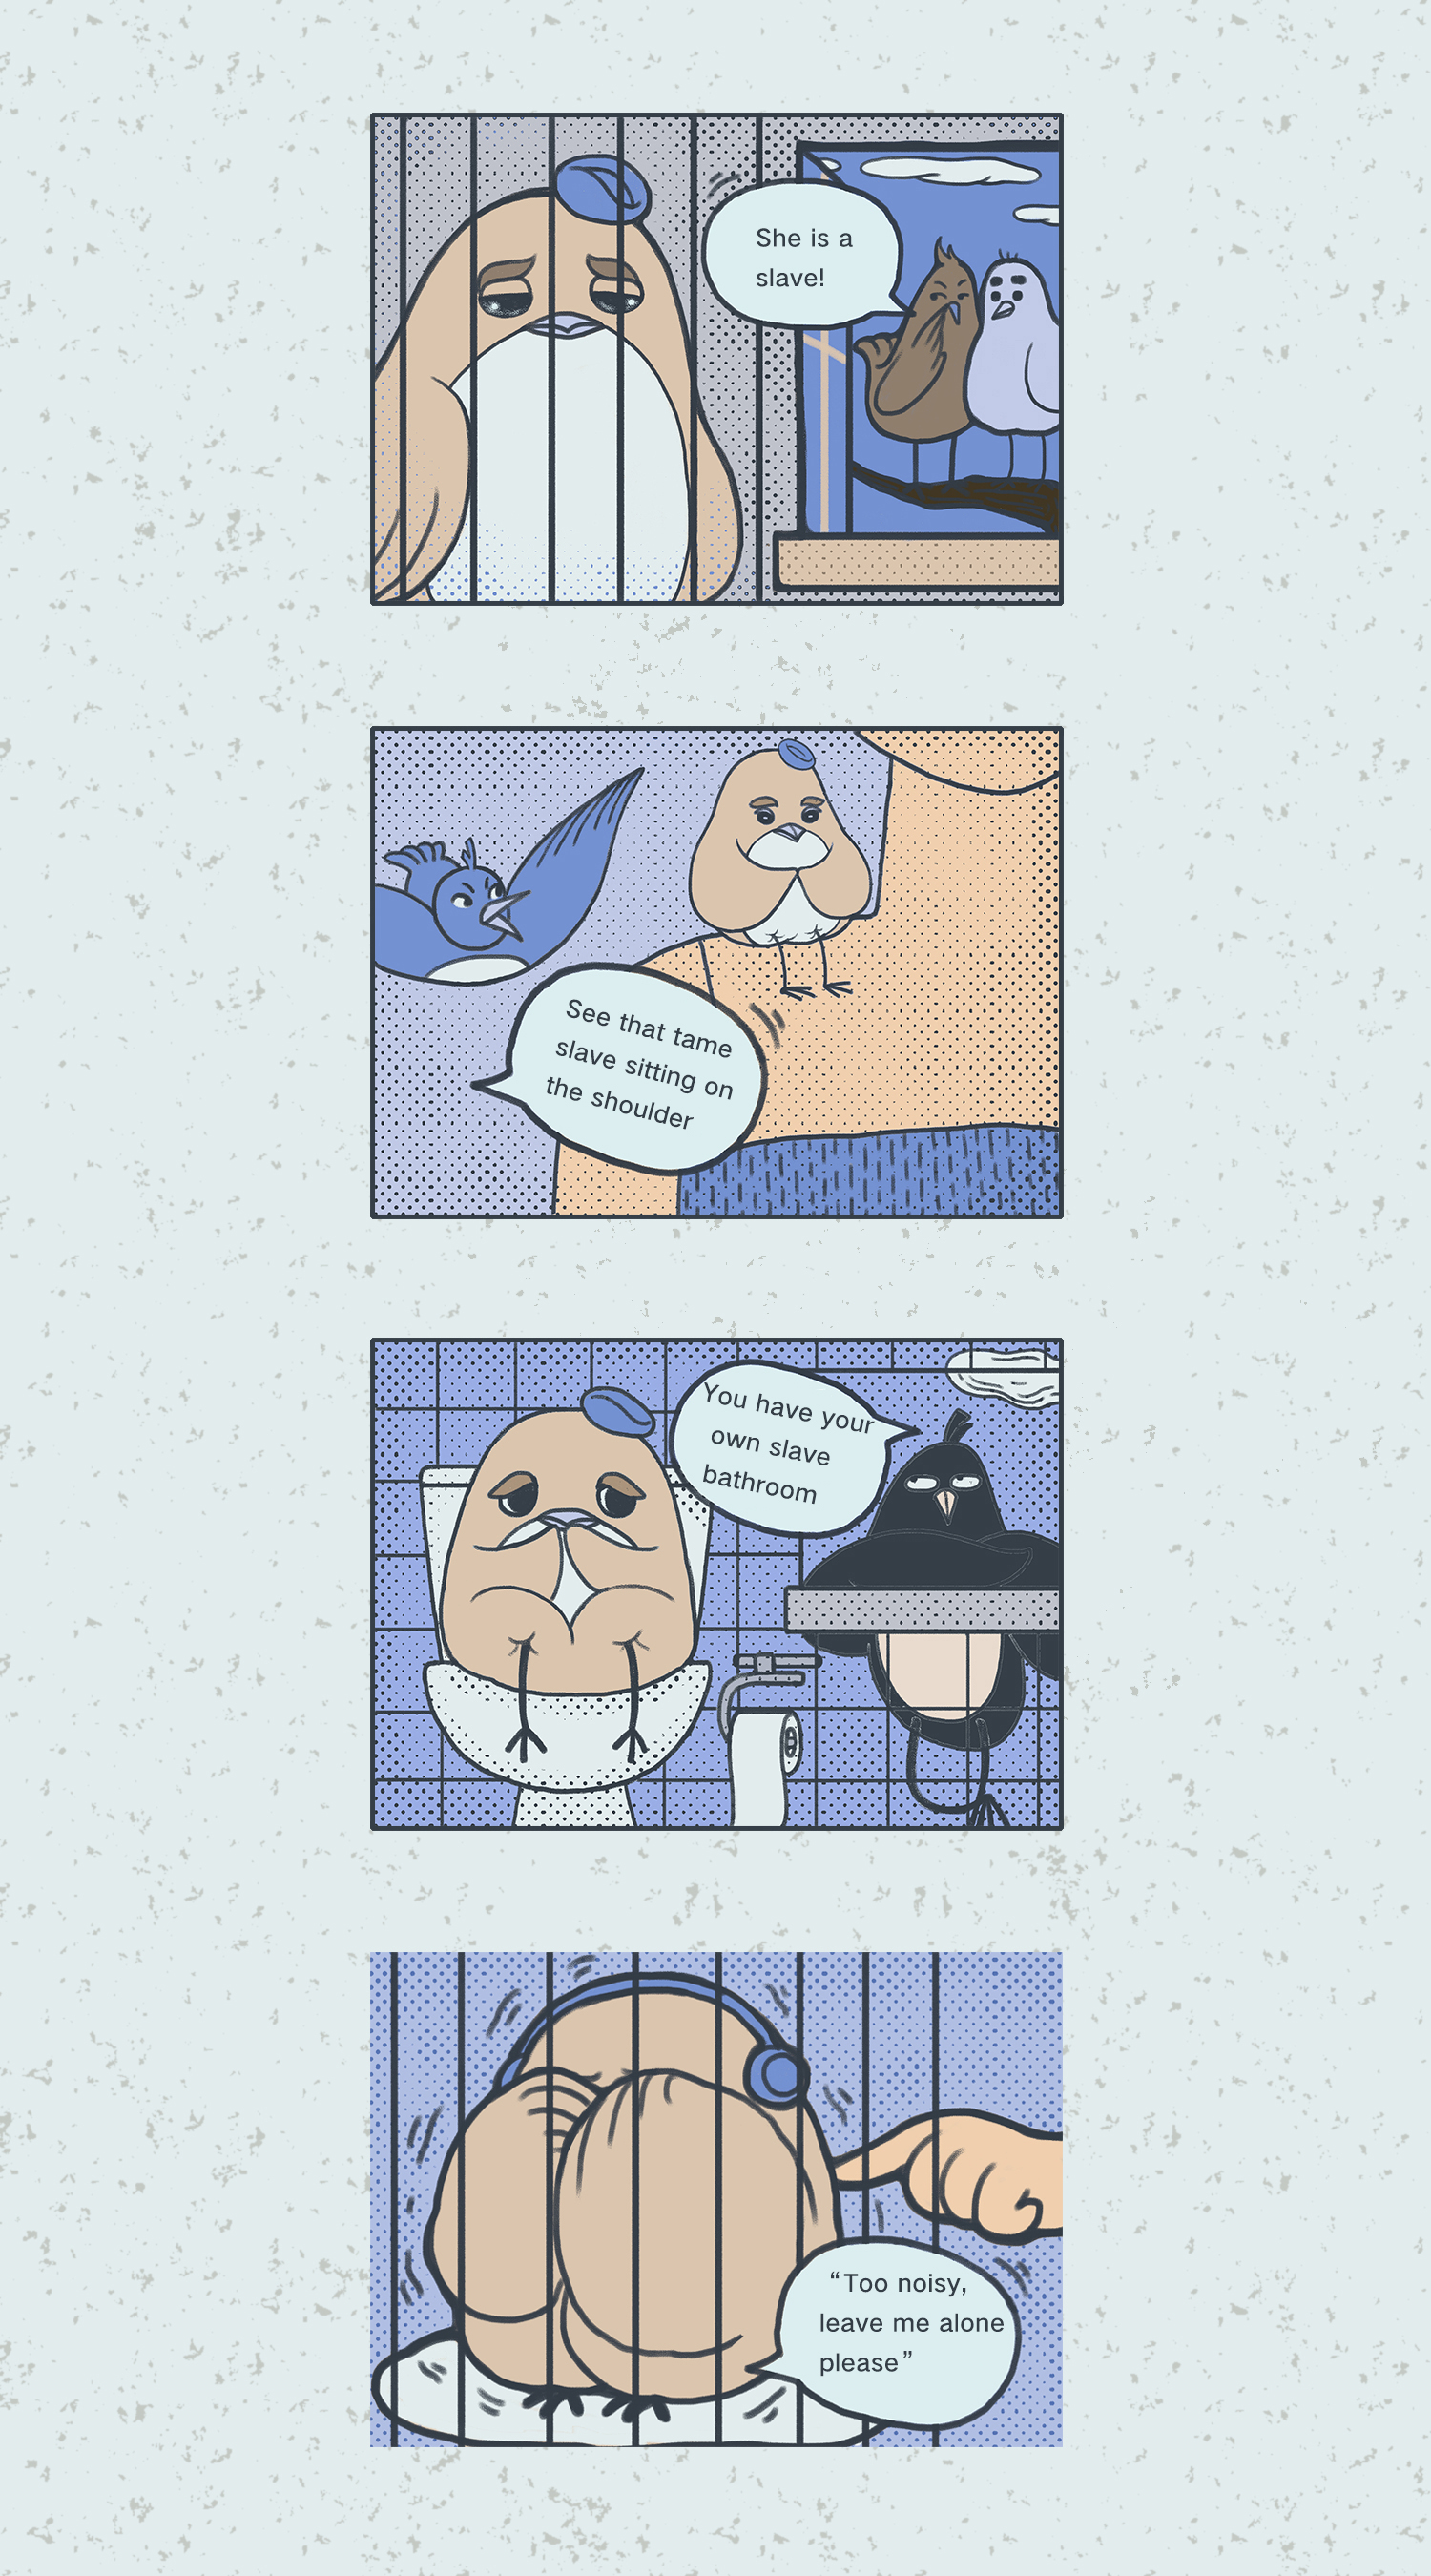 She is a
slave!
See that tame
slave sitting on
the shoulder
You have your
own slave
bathroom
“Too noisy,
leave me alone
please”